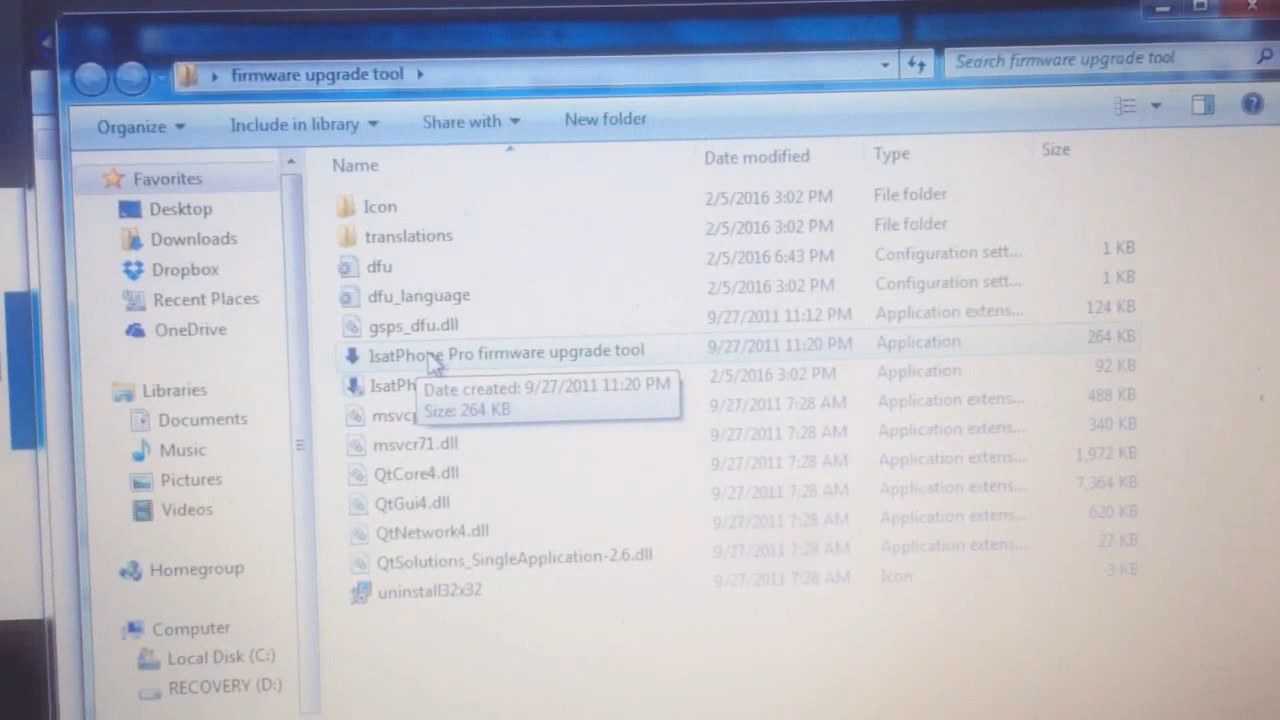 firmware upgrade tool
Search firmware upgrade tool
Organize Include in library Share with New folder
Name Date modified Type Size
Favorites
Desktop
Downloads
Dropbox
Recent Places
OneDrive
Libraries
Documents
Music
Pictures
Videos
Homegroup
Computer
Local Disk (C:)
RECOVERY (D:)
Icon 2/5/2016 3:02 PM File folder
translations 2/5/2016 3:02 PM File folder
dfu 2/5/2016 6:43 PM Configuration sett... 1 KB
dfu_language 2/5/2016 3:02 PM Configuration sett... 1 KB
gsps_dfu.dll 9/27/2011 11:12 PM Application extens... 124 KB
IsatPhone Pro firmware upgrade tool 9/27/2011 11:20 PM Application 264 KB
IsatPh 2/5/2016 3:02 PM Application 92 KB
Date created: 9/27/2011 11:20 PM
Size: 264 KB
msvcp 9/27/2011 7:28 AM Application extens... 488 KB
msvcr71.dll 9/27/2011 7:28 AM Application extens... 340 KB
QtCore4.dll 9/27/2011 7:28 AM Application extens... 1,972 KB
QtGui4.dll 9/27/2011 7:28 AM Application extens... 7,364 KB
QtNetwork4.dll 9/27/2011 7:28 AM Application extens... 620 KB
QtSolutions_SingleApplication-2.6.dll 9/27/2011 7:28 AM Application extens... 27 KB
uninstall32x32 9/27/2011 7:28 AM Icon 3 KB